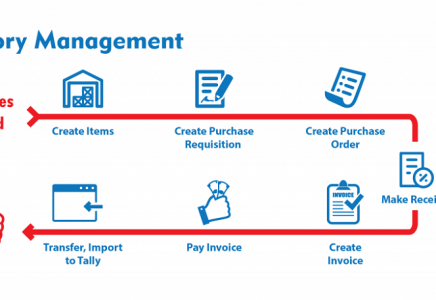 ory Management
es
d
Create Items
Create Purchase
Requisition
Create Purchase
Order
Make Recei
Transfer, Import
to Tally
Pay Invoice
INVOICE
Create
Invoice